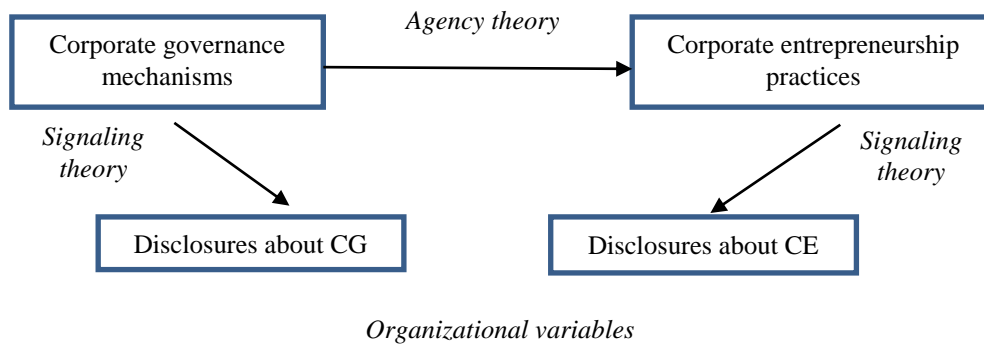 Agency theory
Corporate governance
mechanisms
Corporate entrepreneurship
practices
Signaling
theory
Signaling
theory
Disclosures about CG
Disclosures about CE
Organizational variables